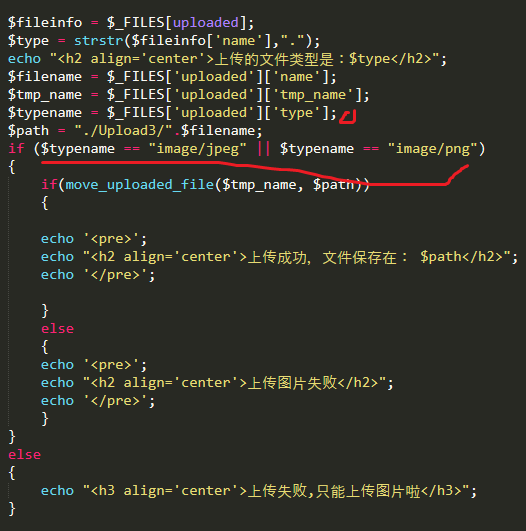 $fileinfo = $_FILES[uploaded];
$type = strstr($fileinfo['name'],".");
echo "<h2 align='center'>上传的文件类型是：$type</h2>";
$filename = $_FILES['uploaded']['name'];
$tmp_name = $_FILES['uploaded']['tmp_name'];
$typename = $_FILES['uploaded']['type'];
$path = "./Upload3/".$filename;
if ($typename == "image/jpeg" || $typename == "image/png")
{
if(move_uploaded_file($tmp_name, $path))
{
echo '<pre>';
echo "<h2 align='center'>上传成功，文件保存在： $path</h2>";
echo '</pre>';
}
else
{
echo '<pre>';
echo "<h2 align='center'>上传图片失败</h2>";
echo '</pre>';
}
}
else
{
echo "<h3 align='center'>上传失败,只能上传图片啦</h3>";
}